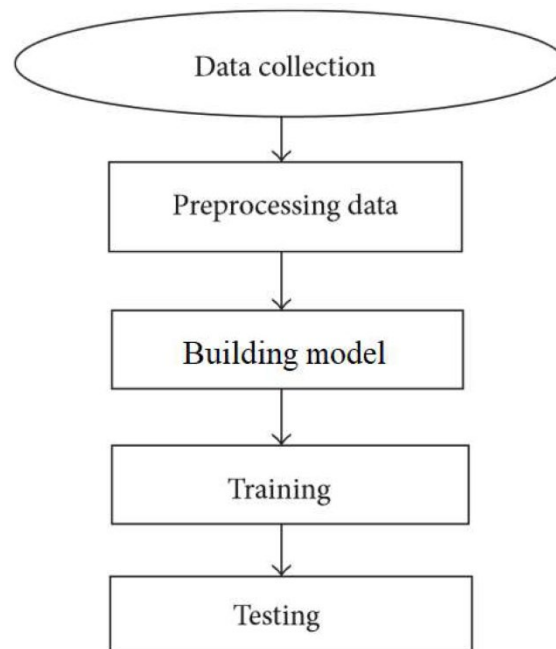 Data collection
Preprocessing data
Building model
Training
Testing